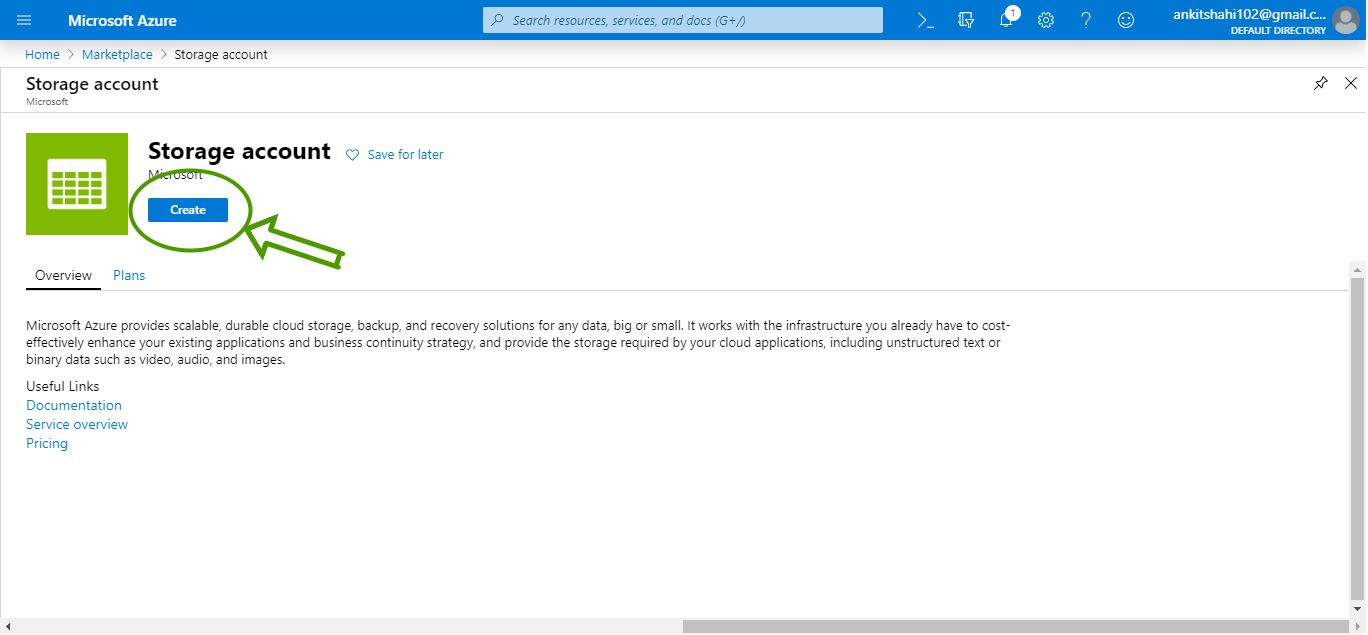 Microsoft Azure
Search resources, services, and docs (G+/)
1
ankitshahi102@gmail.c...
DEFAULT DIRECTORY
Home > Marketplace > Storage account
Storage account
Microsoft
Storage account
Save for later
Microsoft
Create
Overview
Plans
Microsoft Azure provides scalable, durable cloud storage, backup, and recovery solutions for any data, big or small. It works with the infrastructure you already have to cost-
effectively enhance your existing applications and business continuity strategy, and provide the storage required by your cloud applications, including unstructured text or
binary data such as video, audio, and images.
Useful Links
Documentation
Service overview
Pricing